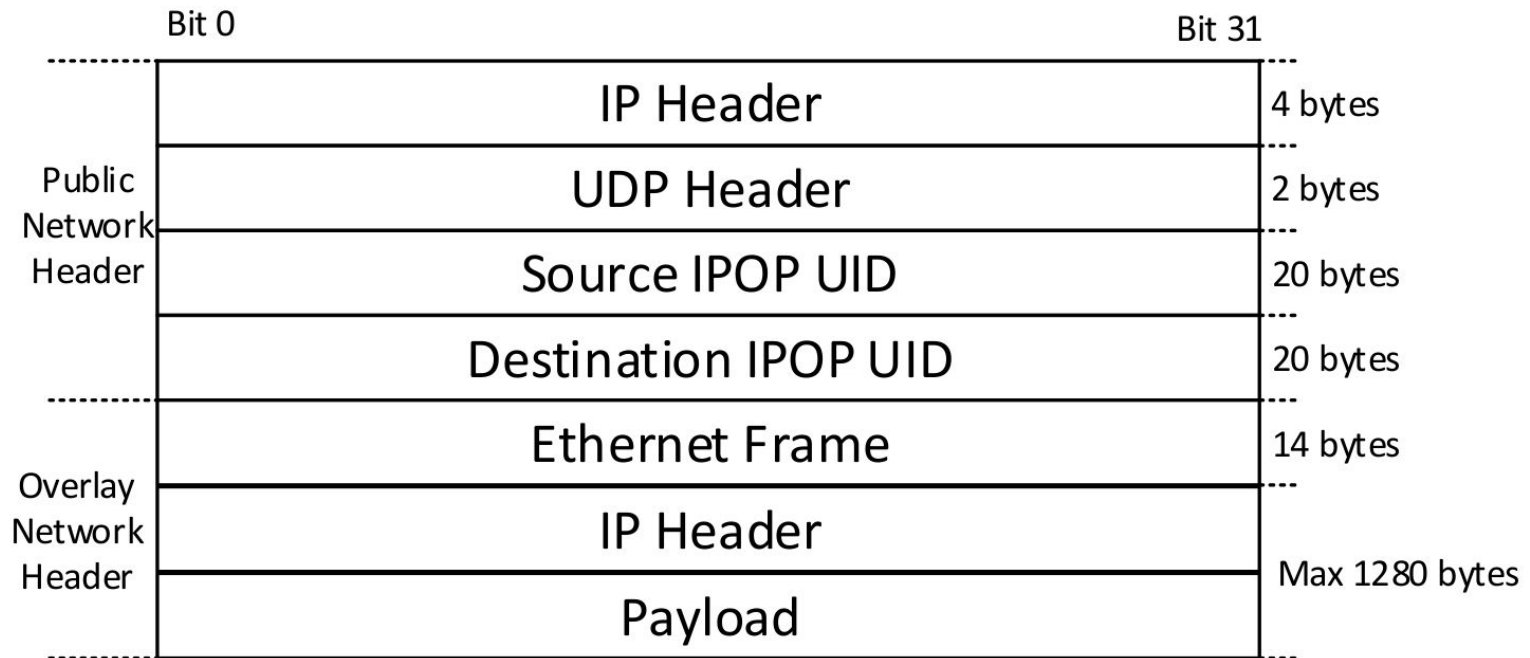 Bit 0
Bit 31
IP Header
4 bytes
UDP Header
2 bytes
Public
Network
Header
Source IPOP UID
20 bytes
Destination IPOP UID
20 bytes
Ethernet Frame
14 bytes
Overlay
Network
Header
IP Header
Max 1280 bytes
Payload